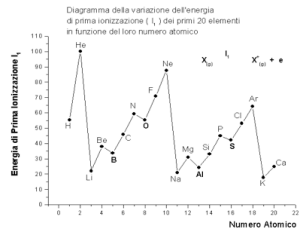 Diagramma della variazione dell'energia
di prima ionizzazione ( I₁ ) dei primi 20 elementi
in funzione del loro numero atomico
Energia di Prima Ionizzazione I₁
110
100
90
80
70
60
50
40
30
20
10
0
H
He
Li
Be
B
C
N
O
F
Ne
Na
Mg
Al
Si
P
S
Cl
Ar
K
Ca
I₁
X(g) X⁺(g) + e
0 2 4 6 8 10 12 14 16 18 20 22
Numero Atomico